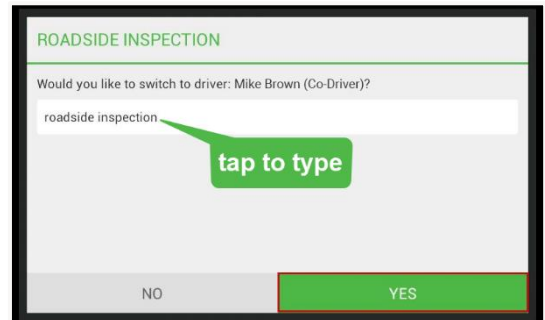 ROADSIDE INSPECTION
Would you like to switch to driver: Mike Brown (Co-Driver)?
roadside inspection
tap to type
NO
YES